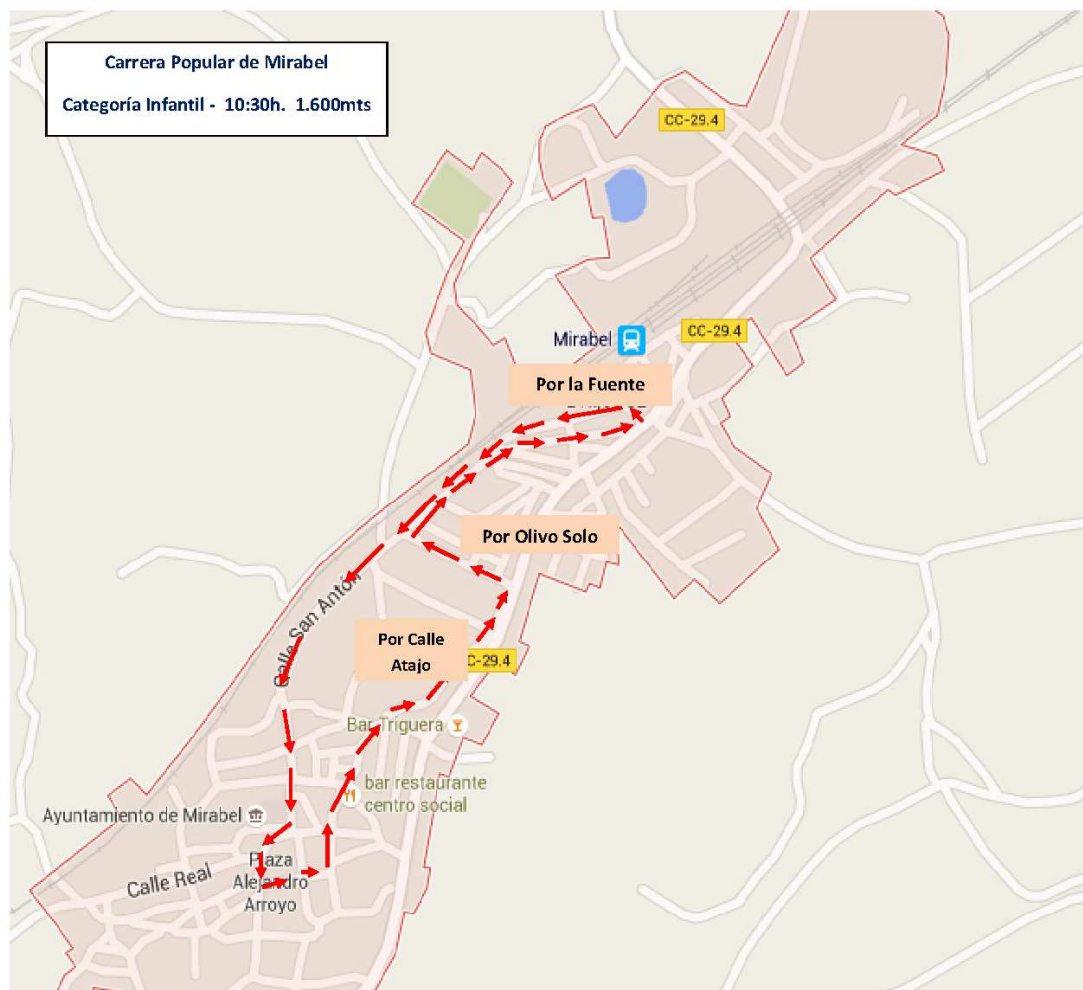 Carrera Popular de Mirabel
Categoría Infantil - 10:30h. 1.600mts
CC-29.4
CC-29.4
Mirabel
Por la Fuente
Por Olivo Solo
Calle San Antón
Por Calle
Atajo
C-29.4
Bar Triguera
bar restaurante
centro social
Ayuntamiento de Mirabel
Calle Real
Plaza
Alejandro
Arroyo